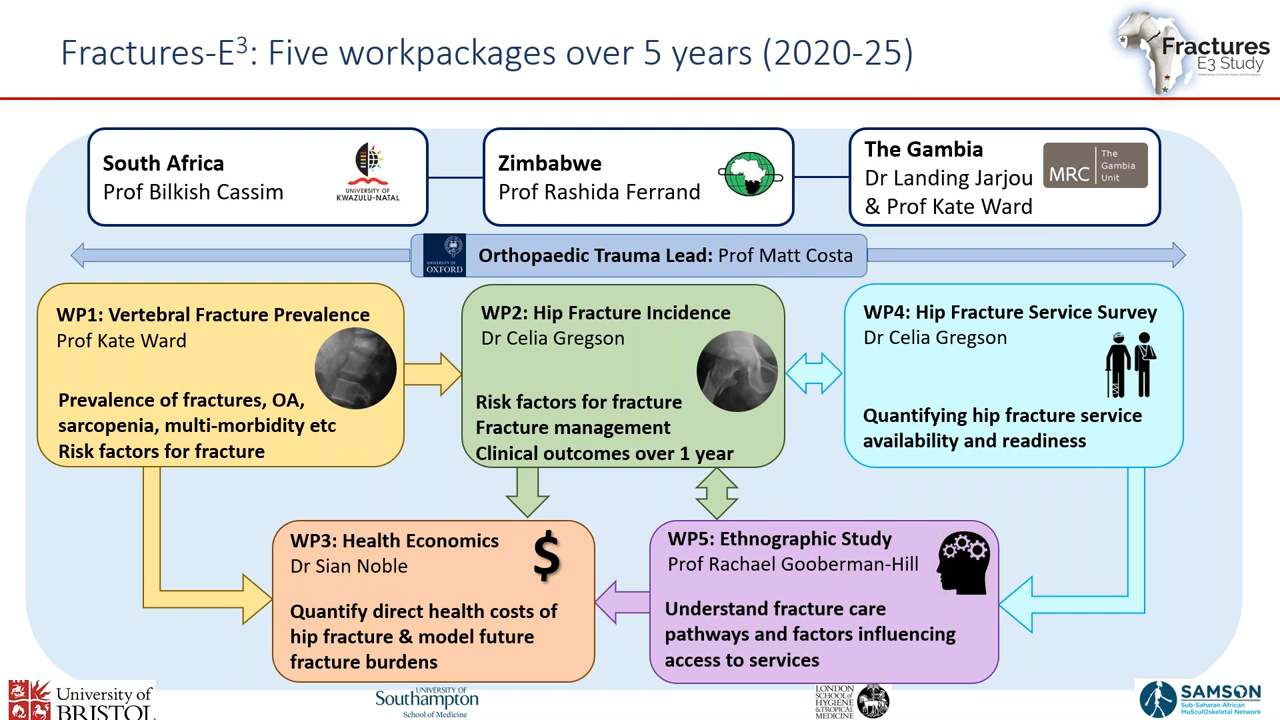 Fractures-E³: Five workpackages over 5 years (2020-25)
Fractures
E3 Study
South Africa
Prof Bilkish Cassim
UNIVERSITY OF
KWAZULU-NATAL
Zimbabwe
Prof Rashida Ferrand
The Gambia
Dr Landing Jarjou
& Prof Kate Ward
MRC
The
Gambia
Unit
UNIVERSITY OF
OXFORD
Orthopaedic Trauma Lead: Prof Matt Costa
WP1: Vertebral Fracture Prevalence
Prof Kate Ward
Prevalence of fractures, OA,
sarcopenia, multi-morbidity etc
Risk factors for fracture
WP2: Hip Fracture Incidence
Dr Celia Gregson
Risk factors for fracture
Fracture management
Clinical outcomes over 1 year
WP4: Hip Fracture Service Survey
Dr Celia Gregson
Quantifying hip fracture service
availability and readiness
WP3: Health Economics
Dr Sian Noble
$
Quantify direct health costs of
hip fracture & model future
fracture burdens
WP5: Ethnographic Study
Prof Rachael Gooberman-Hill
Understand fracture care
pathways and factors influencing
access to services
University of
BRISTOL
UNIVERSITY OF
Southampton
School of Medicine
LONDON
SCHOOL of
HYGIENE
&TROPICAL
MEDICINE
SAMSON
Sub-Saharan African
MuSculOskeletal Network